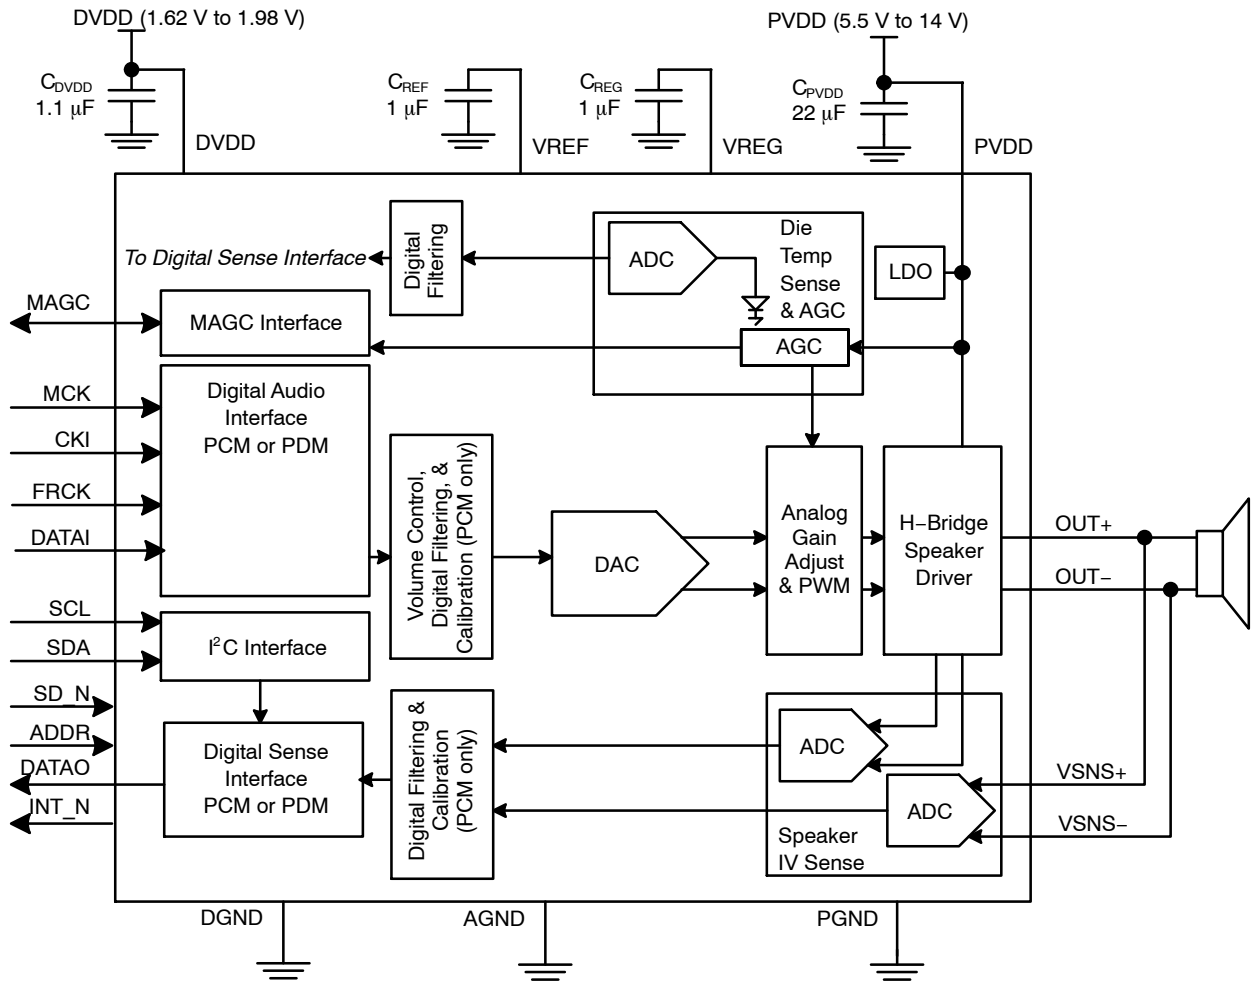 DVDD (1.62 V to 1.98 V)
PVDD (5.5 V to 14 V)
CDVDD
1.1 μF
CREF
1 μF
CREG
1 μF
CPVDD
22 μF
DVDD
VREF
VREG
PVDD
To Digital Sense Interface
Digital
Filtering
ADC
Die
Temp
Sense
& AGC
LDO
MAGC
MAGC Interface
AGC
MCK
CKI
FRCK
DATAI
Digital Audio
Interface
PCM or PDM
Volume Control,
Digital Filtering, &
Calibration (PCM only)
DAC
Analog
Gain
Adjust
& PWM
H−Bridge
Speaker
Driver
OUT+
OUT−
SCL
SDA
I²C Interface
SD_N
ADDR
DATAO
INT_N
Digital Sense
Interface
PCM or PDM
Digital Filtering &
Calibration
(PCM only)
ADC
ADC
Speaker
IV Sense
VSNS+
VSNS−
DGND
AGND
PGND